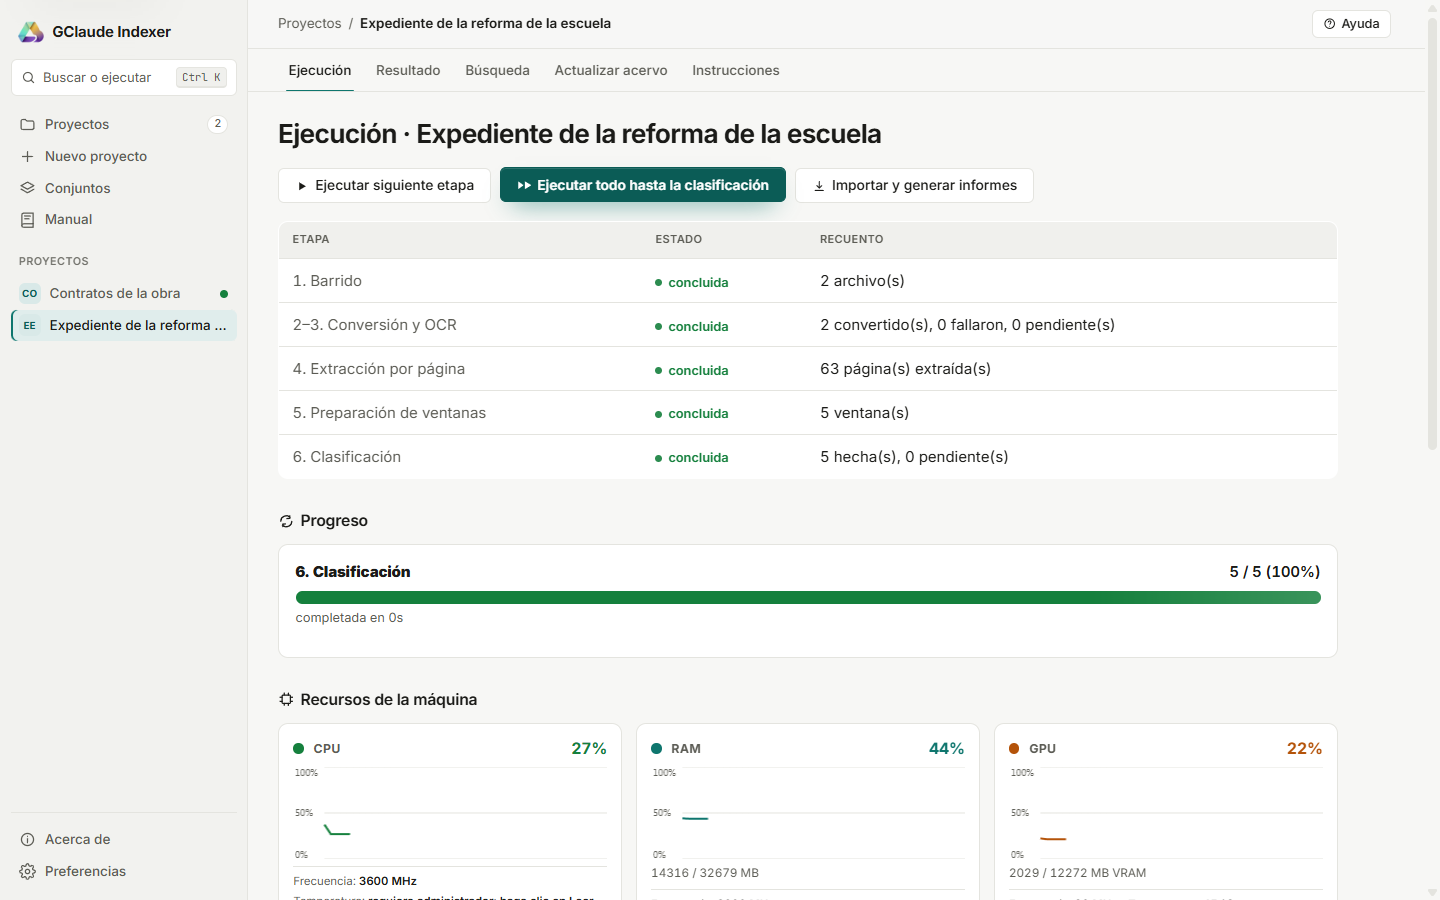 GClaude Indexer
Buscar o ejecutar Ctrl K
Proyectos 2
Nuevo proyecto
Conjuntos
Manual
PROYECTOS
CO Contratos de la obra
EE Expediente de la reforma ...
Acerca de
Preferencias
Proyectos / Expediente de la reforma de la escuela
Ayuda
Ejecución Resultado Búsqueda Actualizar acervo Instrucciones
Ejecución · Expediente de la reforma de la escuela
Ejecutar siguiente etapa Ejecutar todo hasta la clasificación Importar y generar informes
ETAPA ESTADO RECUENTO
1. Barrido concluida 2 archivo(s)
2–3. Conversión y OCR concluida 2 convertido(s), 0 fallaron, 0 pendiente(s)
4. Extracción por página concluida 63 página(s) extraída(s)
5. Preparación de ventanas concluida 5 ventana(s)
6. Clasificación concluida 5 hecha(s), 0 pendiente(s)
Progreso
6. Clasificación 5 / 5 (100%)
completada en 0s
Recursos de la máquina
CPU 27%
100%
50%
0%
Frecuencia: 3600 MHz
RAM 44%
100%
50%
0%
14316 / 32679 MB
GPU 22%
100%
50%
0%
2029 / 12272 MB VRAM